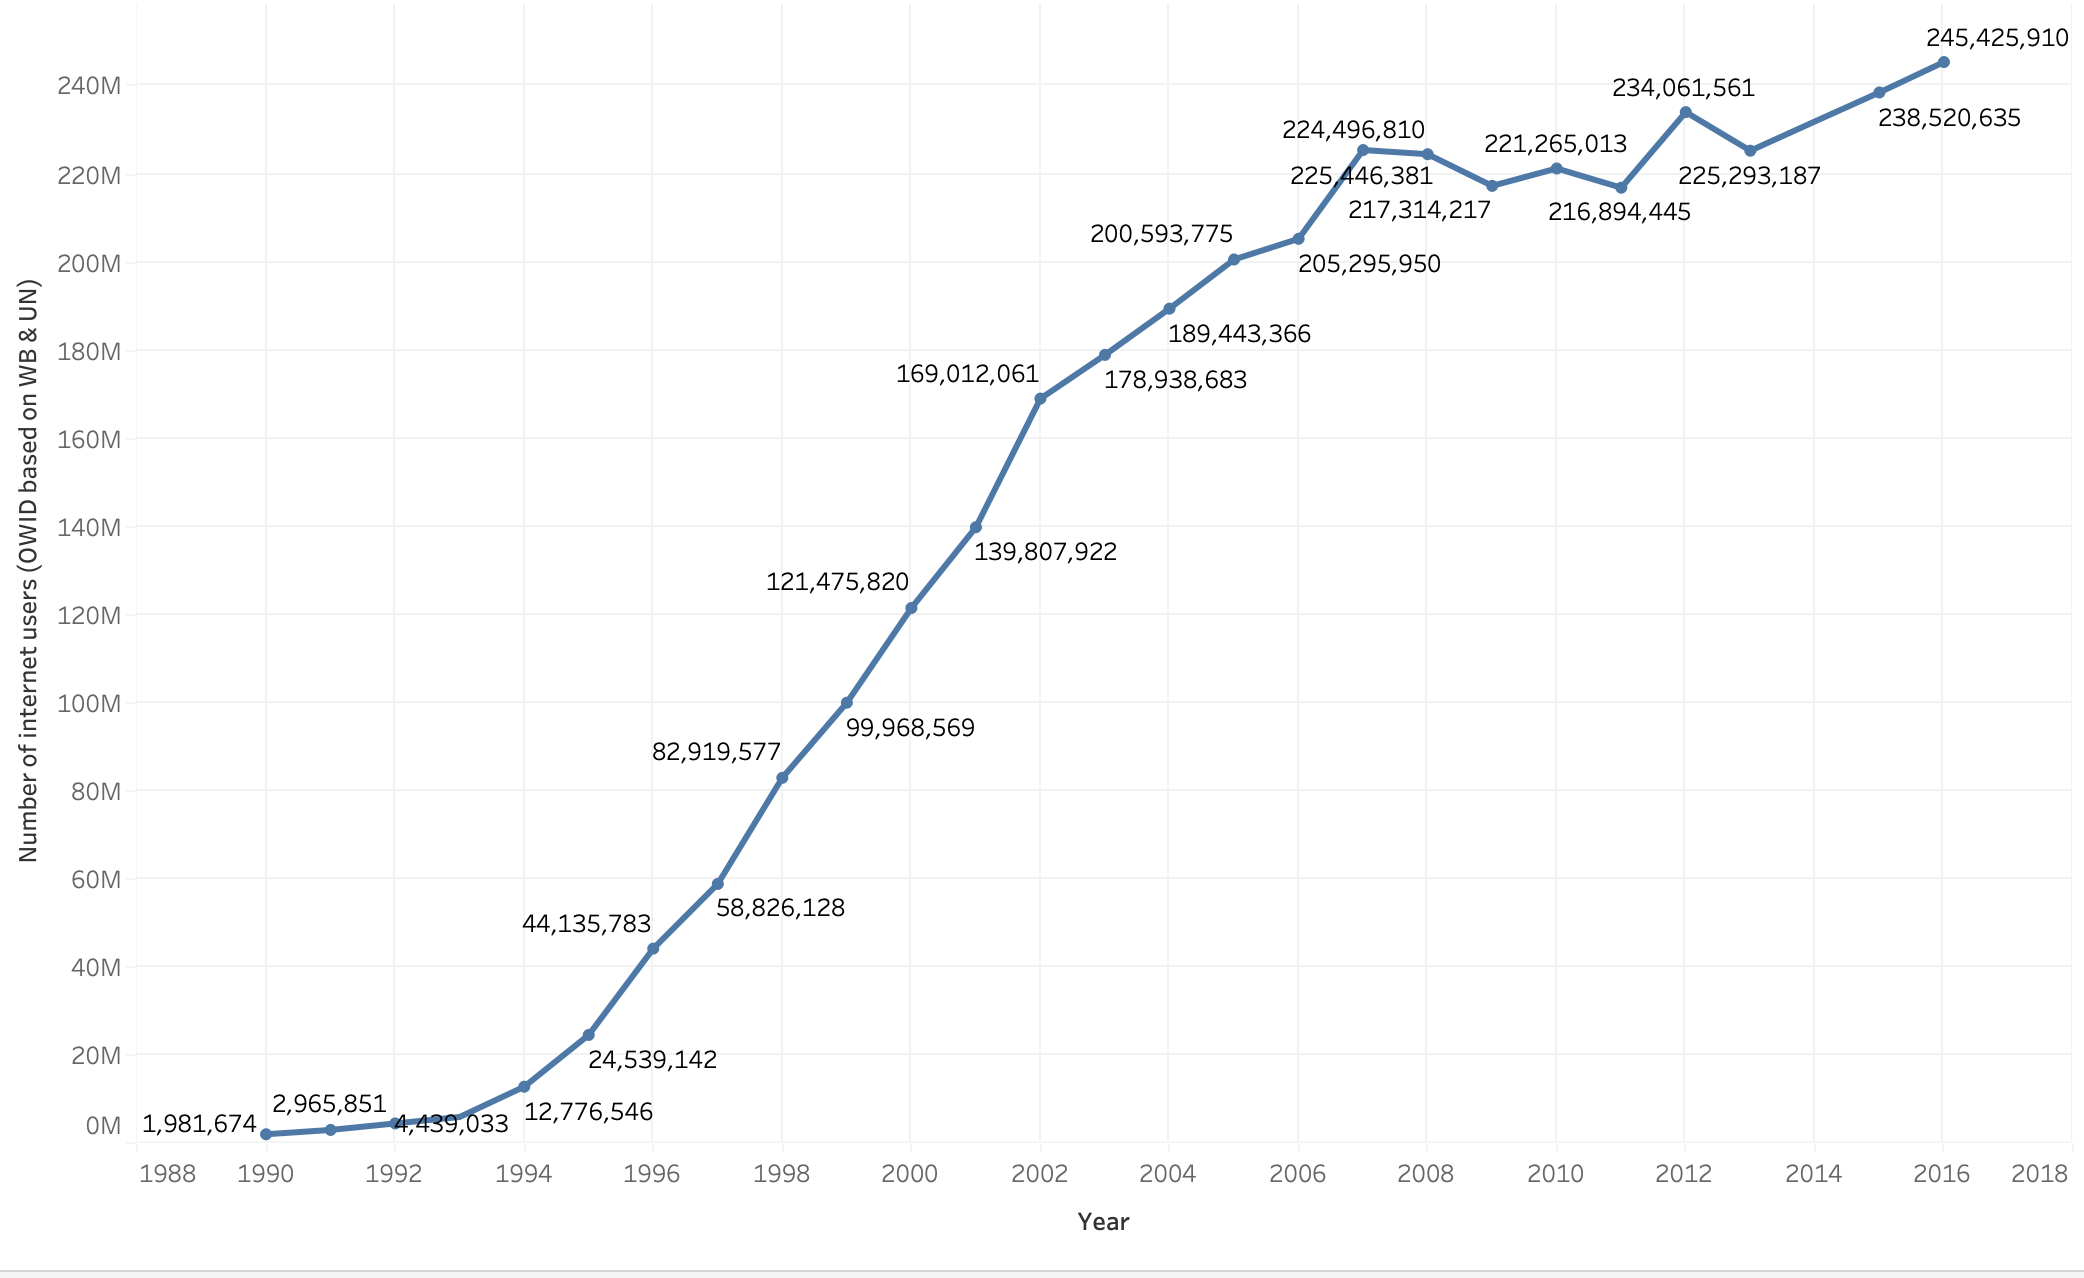 245,425,910
240M
234,061,561
238,520,635
224,496,810
221,265,013
220M
225,446,381
225,293,187
217,314,217
216,894,445
200,593,775
200M
205,295,950
189,443,366
180M
169,012,061
178,938,683
160M
140M
139,807,922
121,475,820
120M
100M
99,968,569
82,919,577
80M
60M
58,826,128
44,135,783
40M
20M
24,539,142
2,965,851
12,776,546
1,981,674
4,439,033
0M
Number of internet users (OWID based on WB & UN)
1988 1990 1992 1994 1996 1998 2000 2002 2004 2006 2008 2010 2012 2014 2016 2018
Year